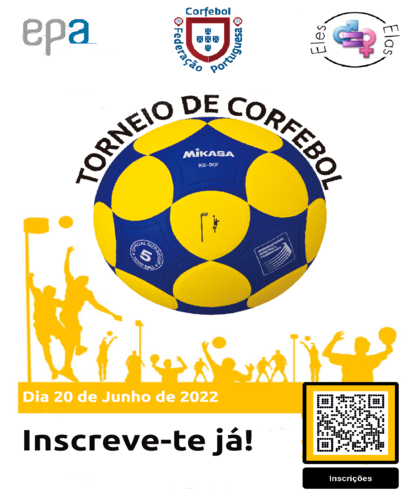 epa
Corfebol
Federação Portuguesa
Eles Elas
TORNEIO DE CORFEBOL
MIKASA
5
Dia 20 de Junho de 2022
Inscreve-te já!
Inscrições